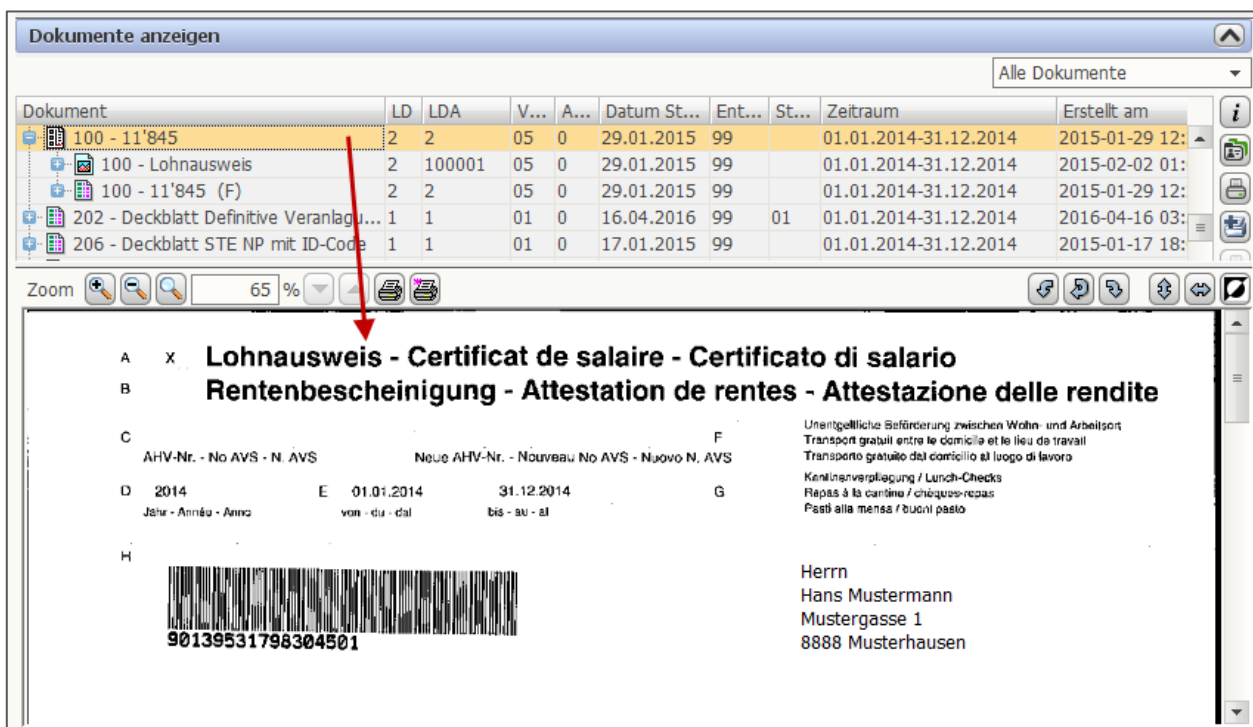 Dokumente anzeigen
Alle Dokumente
Dokument LD LDA V... A... Datum St... Ent... St... Zeitraum Erstellt am
100 - 11'845 2 2 05 0 29.01.2015 99 01.01.2014-31.12.2014 2015-01-29 12:
100 - Lohnausweis 2 100001 05 0 29.01.2015 99 01.01.2014-31.12.2014 2015-02-02 01:
100 - 11'845 (F) 2 2 05 0 29.01.2015 99 01.01.2014-31.12.2014 2015-01-29 12:
202 - Deckblatt Definitive Veranlagu... 1 1 01 0 16.04.2016 99 01 01.01.2014-31.12.2014 2016-04-16 03:
206 - Deckblatt STE NP mit ID-Code 1 1 01 0 17.01.2015 99 01.01.2014-31.12.2014 2015-01-17 18:
Zoom 65 %
A X Lohnausweis - Certificat de salaire - Certificato di salario
B Rentenbescheinigung - Attestation de rentes - Attestazione delle rendite
C F Unentgeltliche Beförderung zwischen Wohn- und Arbeitsort
Transport gratuit entre le domicile et le lieu de travail
Transporto gratuito dal domicilio al luogo di lavoro
AHV-Nr. - No AVS - N. AVS Neue AHV-Nr. - Nouveau No AVS - Nuovo N. AVS
D 2014 E 01.01.2014 31.12.2014 G Kantinenverpflegung / Lunch-Checks
Repas à la cantine / chèques-repas
Pasti alla mensa / buoni pasto
Jahr - Année - Anno von - du - dal bis - au - al
H
Herrn
Hans Mustermann
Mustergasse 1
8888 Musterhausen
90139531798304501